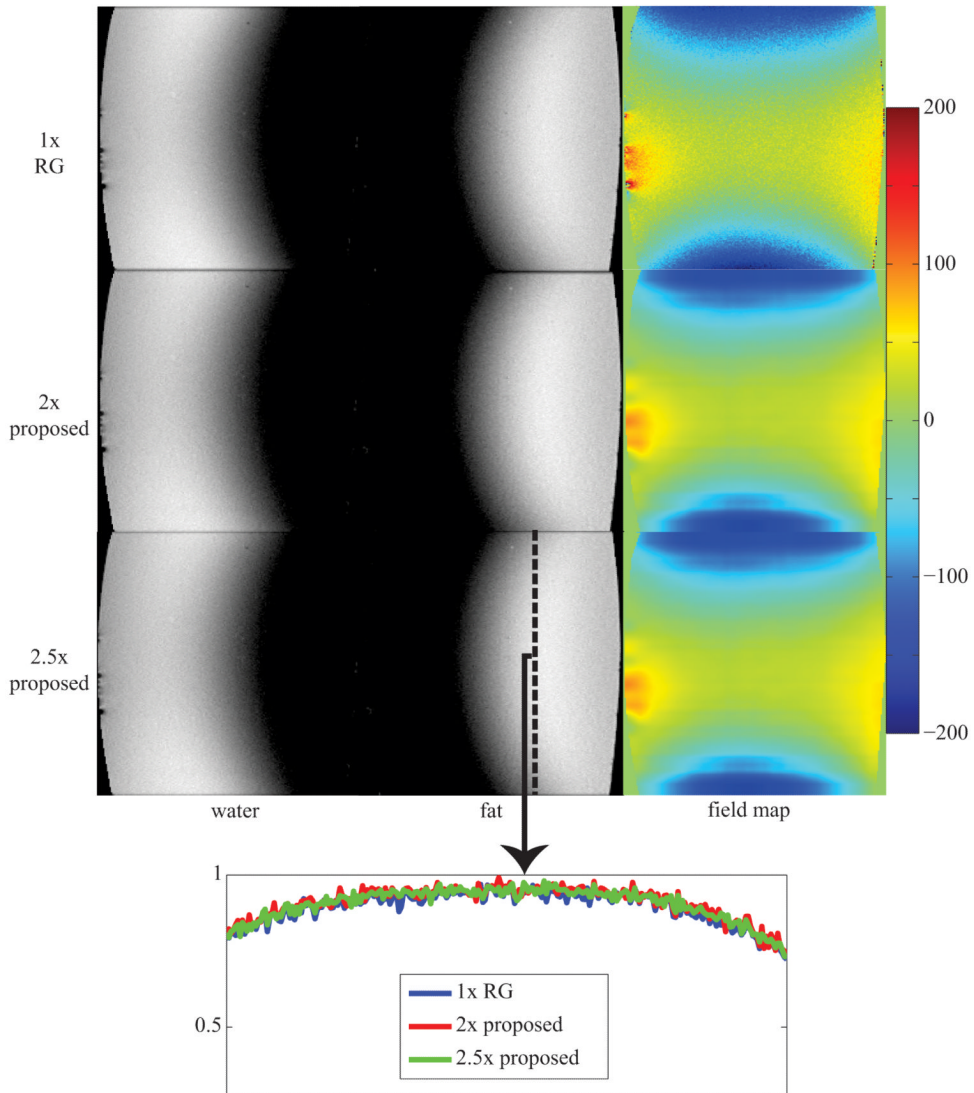 1x
RG
2x
proposed
2.5x
proposed
200
100
0
−100
−200
water
fat
field map
1
0.5
1x RG
2x proposed
2.5x proposed